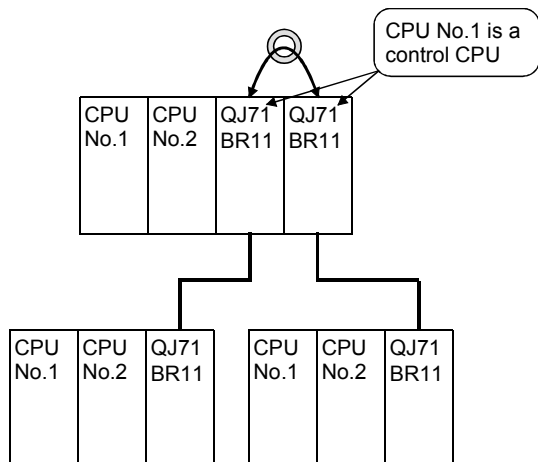 CPU No.1 is a
control CPU
CPU
No.1
CPU
No.2
QJ71
BR11
QJ71
BR11
CPU
No.1
CPU
No.2
QJ71
BR11
CPU
No.1
CPU
No.2
QJ71
BR11